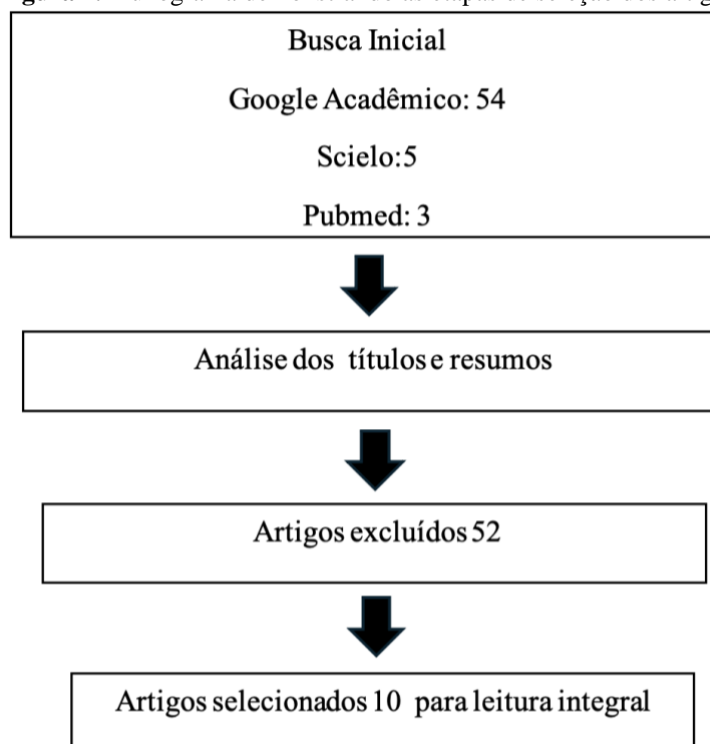 Busca Inicial
Google Acadêmico: 54
Scielo:5
Pubmed: 3
Análise dos títulos e resumos
Artigos excluídos 52
Artigos selecionados 10 para leitura integral